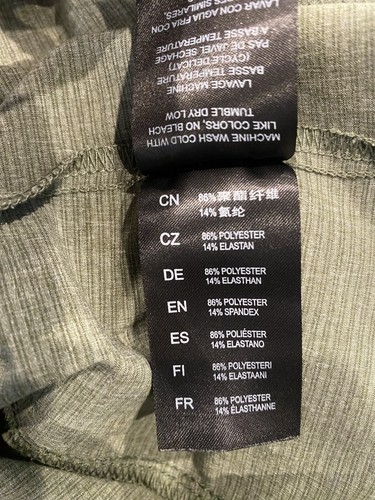 MACHINE WASH COLD WITH
LIKE COLORS, NO BLEACH
TUMBLE DRY LOW
LAVAGE MACHINE
BASSE TEMPERATURE
(CYCLE DELICAT)
PAS DE JAVEL SECHAGE
A BASSE TEMPERATURE
LAVAR CON AGUA FRIA CON
SIMILARES.
CN 86% 聚酯纤维
14% 氨纶
CZ 86% POLYESTER
14% ELASTAN
DE 86% POLYESTER
14% ELASTHAN
EN 86% POLYESTER
14% SPANDEX
ES 86% POLIÉSTER
14% ELASTANO
FI 86% POLYESTERI
14% ELASTAANI
FR 86% POLYESTER
14% ÉLASTHANNE